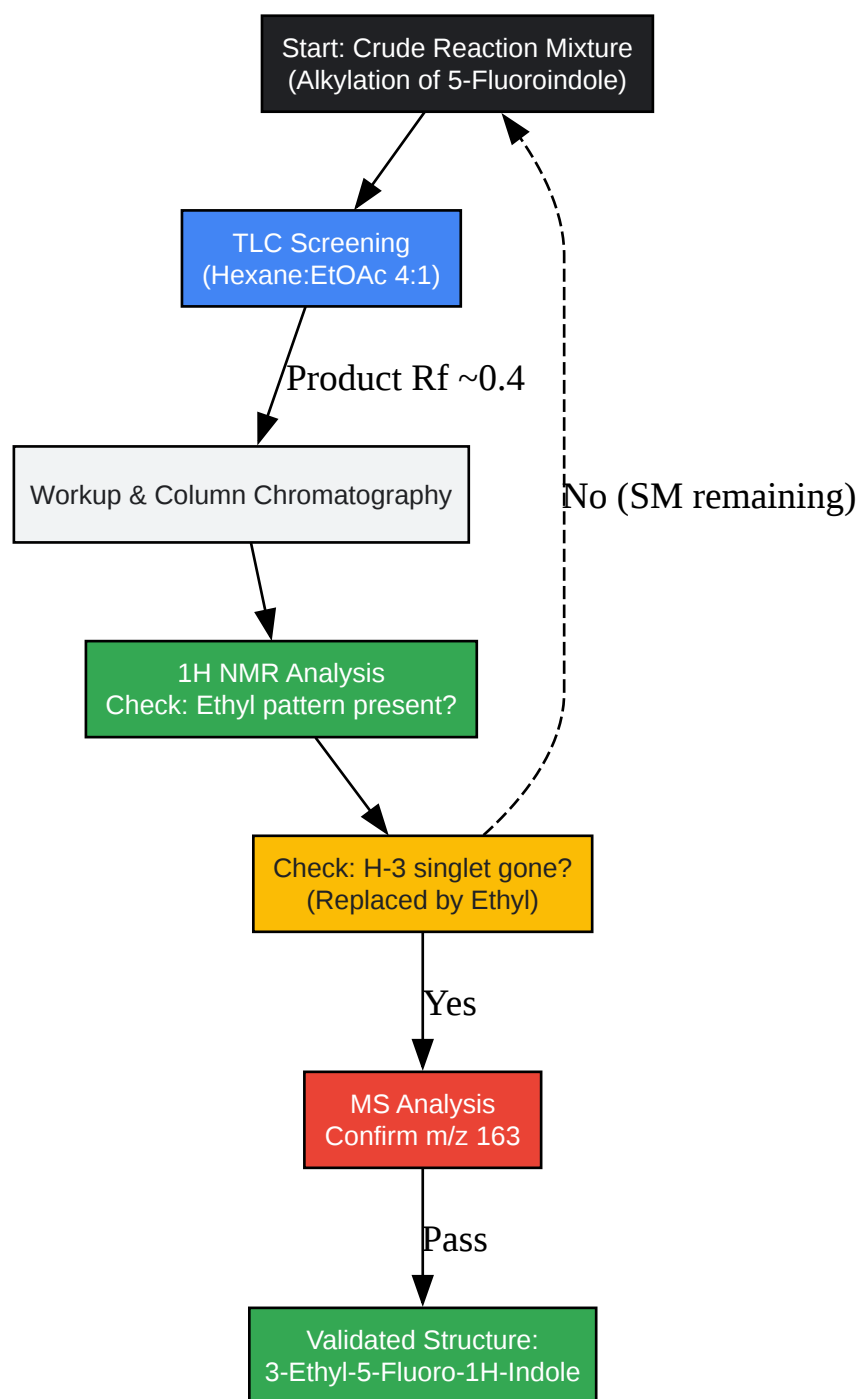 Start: Crude Reaction Mixture
(Alkylation of 5-Fluoroindole)
TLC Screening
(Hexane:EtOAc 4:1)
Product Rf ~0.4
Workup & Column Chromatography
No (SM remaining)
1H NMR Analysis
Check: Ethyl pattern present?
Check: H-3 singlet gone?
(Replaced by Ethyl)
Yes
MS Analysis
Confirm m/z 163
Pass
Validated Structure:
3-Ethyl-5-Fluoro-1H-Indole